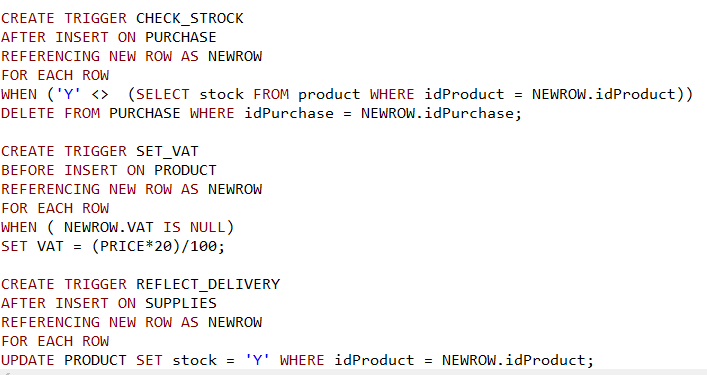 CREATE TRIGGER CHECK_STROCK
AFTER INSERT ON PURCHASE
REFERENCING NEW ROW AS NEWROW
FOR EACH ROW
WHEN ('Y' <>  (SELECT stock FROM product WHERE idProduct = NEWROW.idProduct))
DELETE FROM PURCHASE WHERE idPurchase = NEWROW.idPurchase;

CREATE TRIGGER SET_VAT
BEFORE INSERT ON PRODUCT
REFERENCING NEW ROW AS NEWROW
FOR EACH ROW
WHEN ( NEWROW.VAT IS NULL)
SET VAT = (PRICE*20)/100;

CREATE TRIGGER REFLECT_DELIVERY
AFTER INSERT ON SUPPLIES
REFERENCING NEW ROW AS NEWROW
FOR EACH ROW
UPDATE PRODUCT SET stock = 'Y' WHERE idProduct = NEWROW.idProduct;